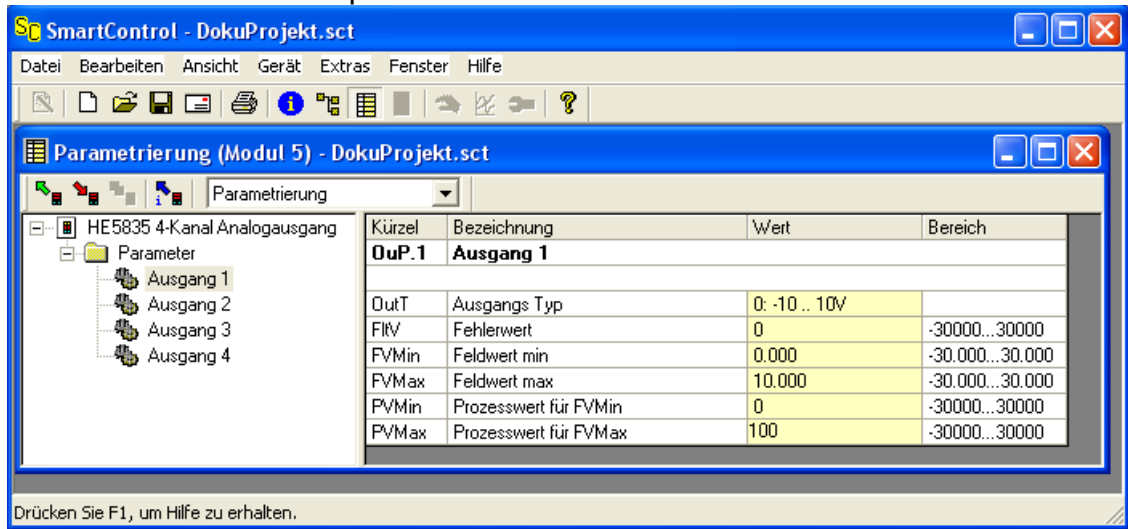 SC SmartControl - DokuProjekt.sct
Datei Bearbeiten Ansicht Gerät Extras Fenster Hilfe
Parametrierung (Modul 5) - DokuProjekt.sct
Parametrierung
HE5835 4-Kanal Analogausgang
Parameter
Ausgang 1
Ausgang 2
Ausgang 3
Ausgang 4
Kürzel Bezeichnung Wert Bereich
OuP.1 Ausgang 1
OutT Ausgangs Typ 0: -10 .. 10V
FltV Fehlerwert 0 -30000...30000
FVMin Feldwert min 0.000 -30.000...30.000
FVMax Feldwert max 10.000 -30.000...30.000
PVMin Prozesswert für FVMin 0 -30000...30000
PVMax Prozesswert für FVMax 100 -30000...30000
Drücken Sie F1, um Hilfe zu erhalten.